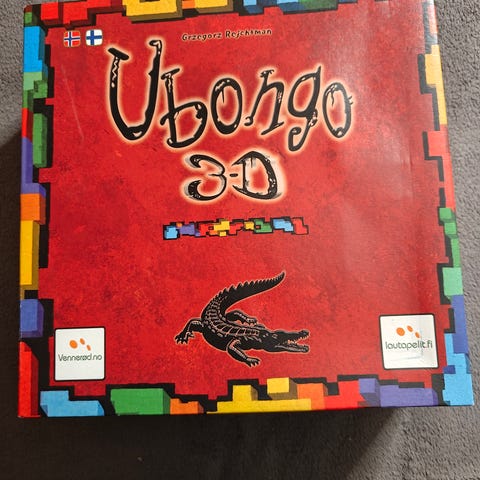 Grzegorz Rejchtman
Ubongo
3-D
Vennerød.no
lautapelit.fi